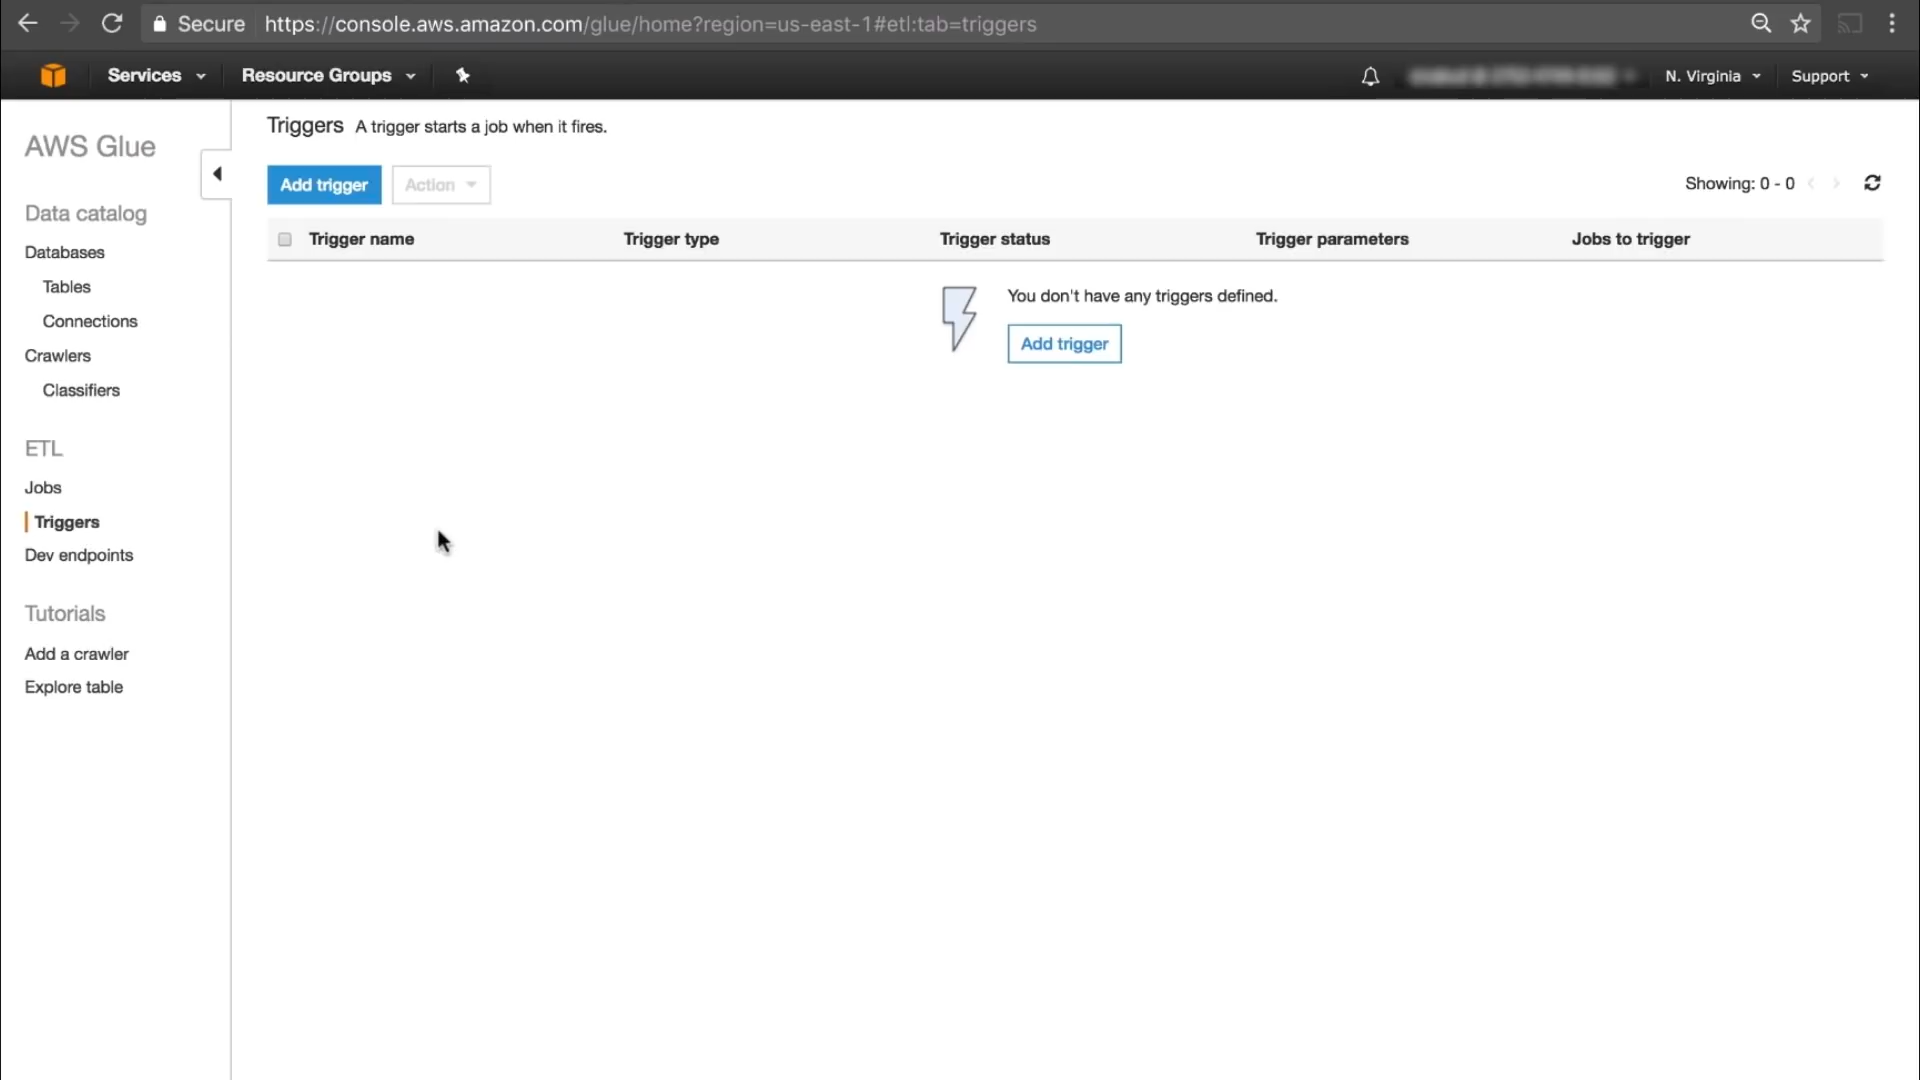 Secure https://console.aws.amazon.com/glue/home?region=us-east-1#etl:tab=triggers
Services Resource Groups N. Virginia Support
AWS Glue
Data catalog
Databases
Tables
Connections
Crawlers
Classifiers
ETL
Jobs
Triggers
Dev endpoints
Tutorials
Add a crawler
Explore table
Triggers A trigger starts a job when it fires.
Add trigger Action Showing: 0 - 0
Trigger name Trigger type Trigger status Trigger parameters Jobs to trigger
You don't have any triggers defined.
Add trigger